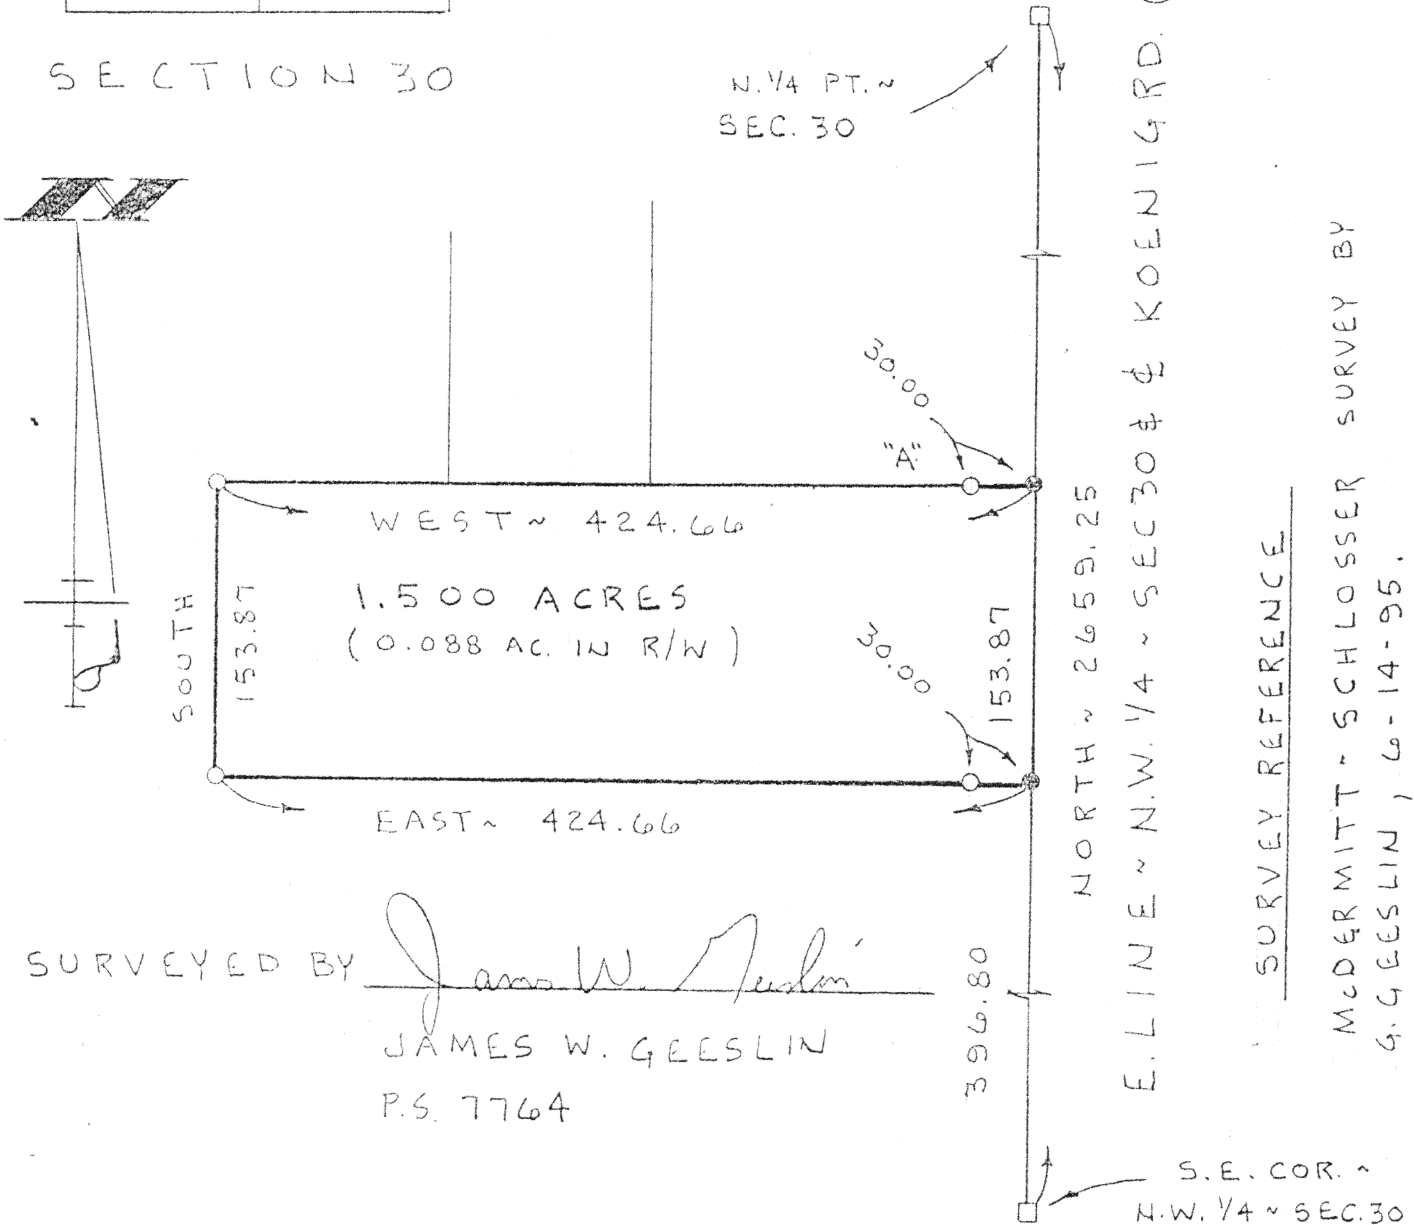 SECTION 30
N. 1/4 PT. ~
SEC. 30
N
30.00
"A"
WEST ~ 424.66
1.500 ACRES
(0.088 AC. IN R/W)
SOUTH
153.87
30.00
153.87
EAST ~ 424.66
NORTH ~ 2659.25
E. LINE ~ N.W. 1/4 ~ SEC 30 & ℄ KOENIG RD.
396.80
SURVEYED BY James W. Geeslin
JAMES W. GEESLIN
P.S. 7764
S.E. COR. ~
N.W. 1/4 ~ SEC. 30
SURVEY REFERENCE
McDERMITT - SCHLOSSER SURVEY BY
G. GEESLIN, 6-14-95.